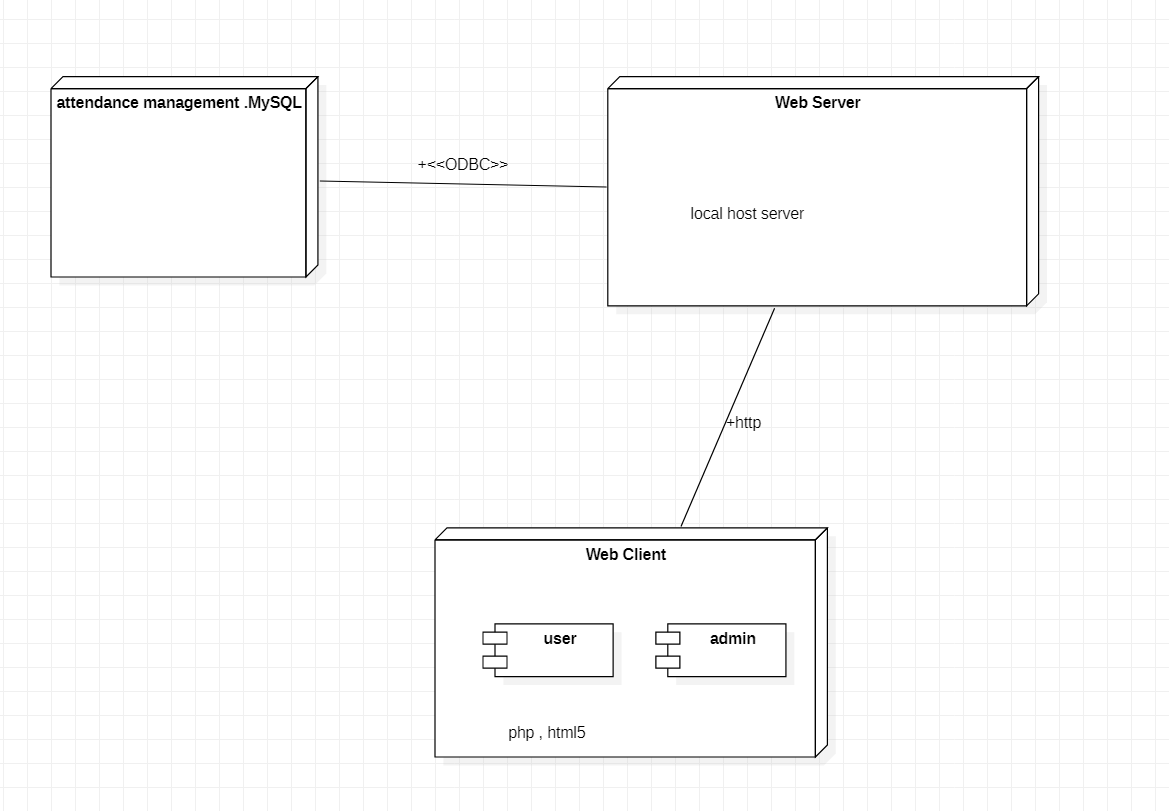 attendance management .MySQL
Web Server
+<<ODBC>>
local host server
+http
Web Client
user
admin
php , html5